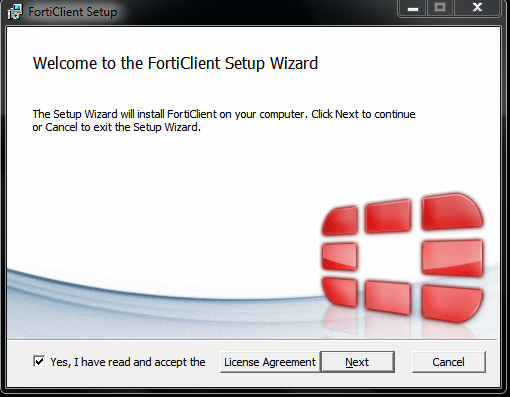 FortiClient Setup
Welcome to the FortiClient Setup Wizard
The Setup Wizard will install FortiClient on your computer. Click Next to continue
or Cancel to exit the Setup Wizard.
Yes, I have read and accept the License Agreement Next Cancel